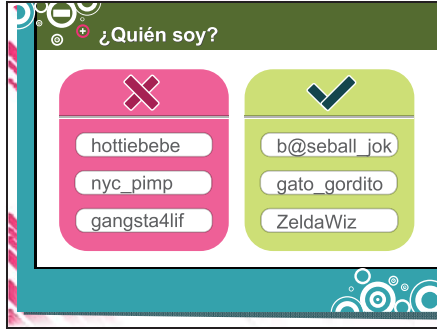 ¿Quién soy?
hottiebebe
nyc_pimp
gangsta4lif
b@seball_jok
gato_gordito
ZeldaWiz